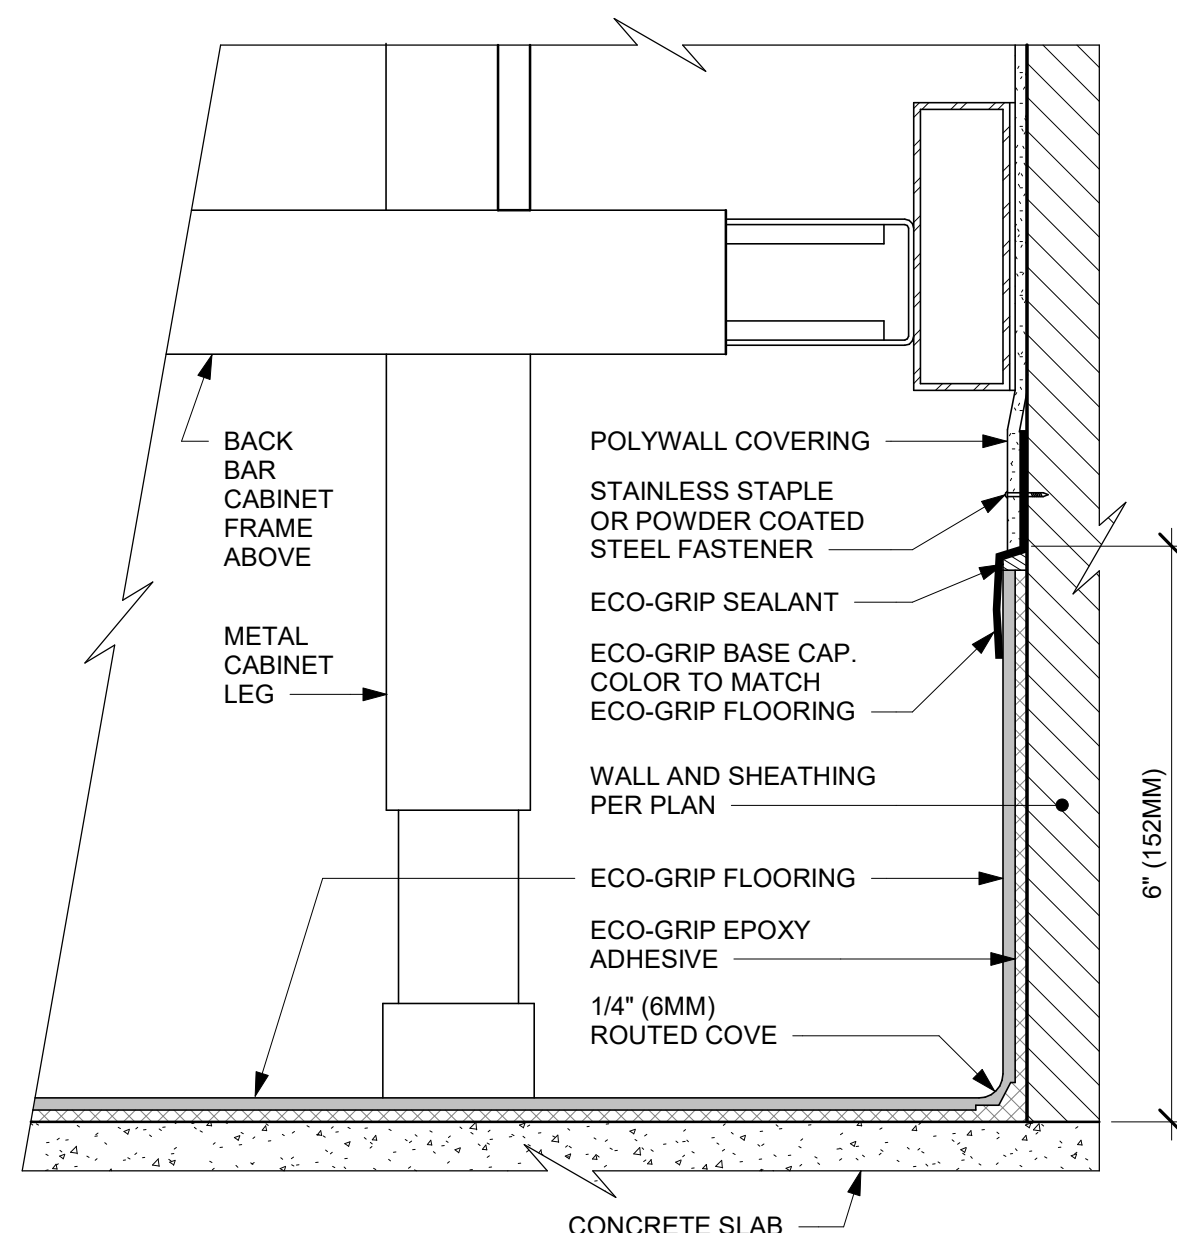 BACK
BAR
CABINET
FRAME
ABOVE
METAL
CABINET
LEG
POLYWALL COVERING
STAINLESS STAPLE
OR POWDER COATED
STEEL FASTENER
ECO-GRIP SEALANT
ECO-GRIP BASE CAP.
COLOR TO MATCH
ECO-GRIP FLOORING
WALL AND SHEATHING
PER PLAN
ECO-GRIP FLOORING
ECO-GRIP EPOXY
ADHESIVE
1/4" (6MM)
ROUTED COVE
6" (152MM)
CONCRETE SLAB